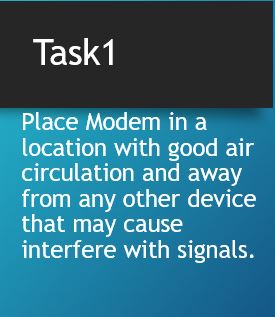 Task1
Place Modem in a
location with good air
circulation and away
from any other device
that may cause
interfere with signals.